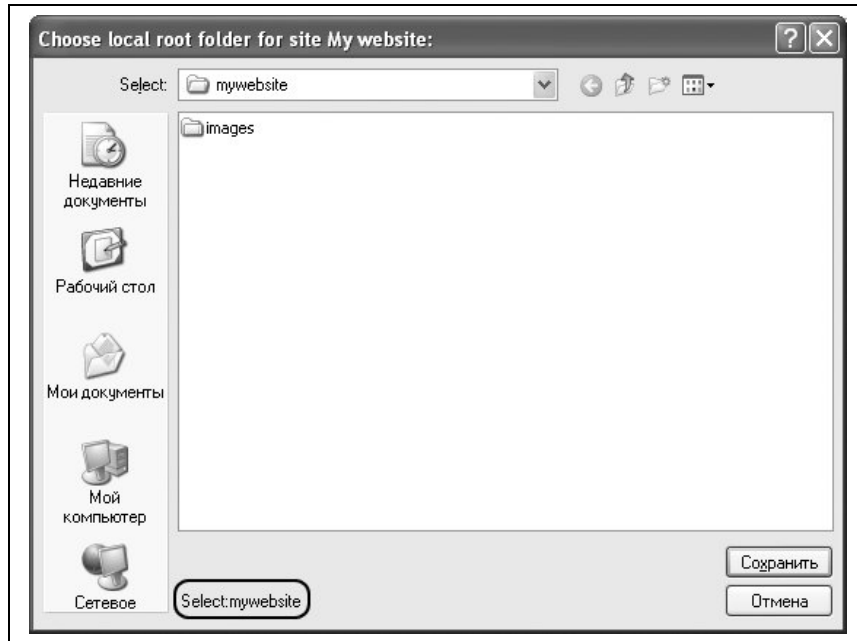 Choose local root folder for site My website:
Select: mywebsite
images
Недавние
документы
Рабочий стол
Мои документы
Мой
компьютер
Сетевое
Select:mywebsite
Сохранить
Отмена